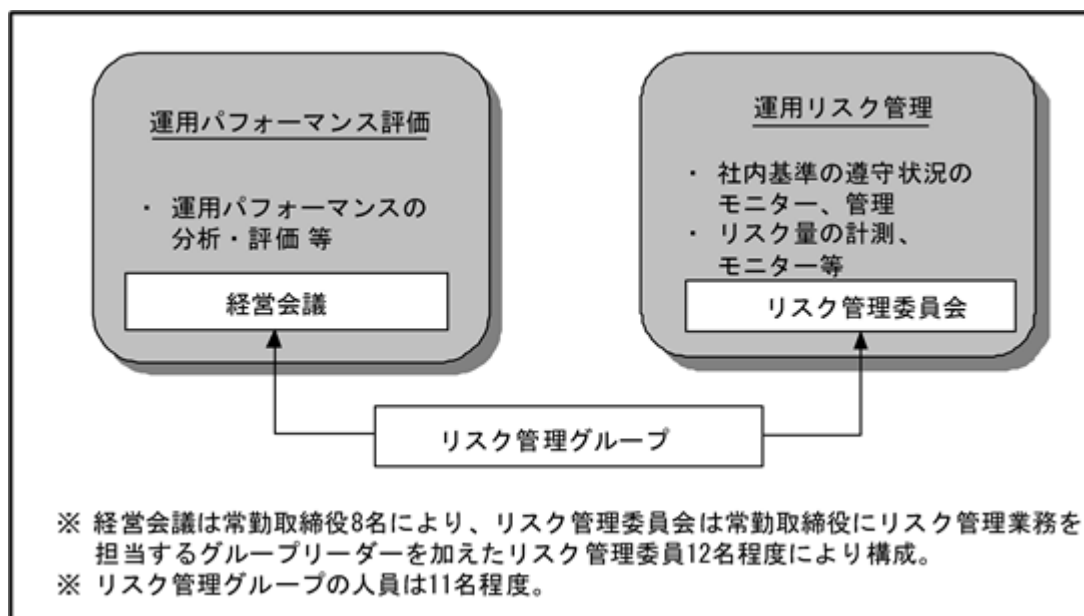 運用パフォーマンス評価
・ 運用パフォーマンスの
分析・評価 等
経営会議
運用リスク管理
・ 社内基準の遵守状況の
モニター、管理
・ リスク量の計測、
モニター等
リスク管理委員会
リスク管理グループ
※ 経営会議は常勤取締役8名により、リスク管理委員会は常勤取締役にリスク管理業務を
担当するグループリーダーを加えたリスク管理委員12名程度により構成。
※ リスク管理グループの人員は11名程度。